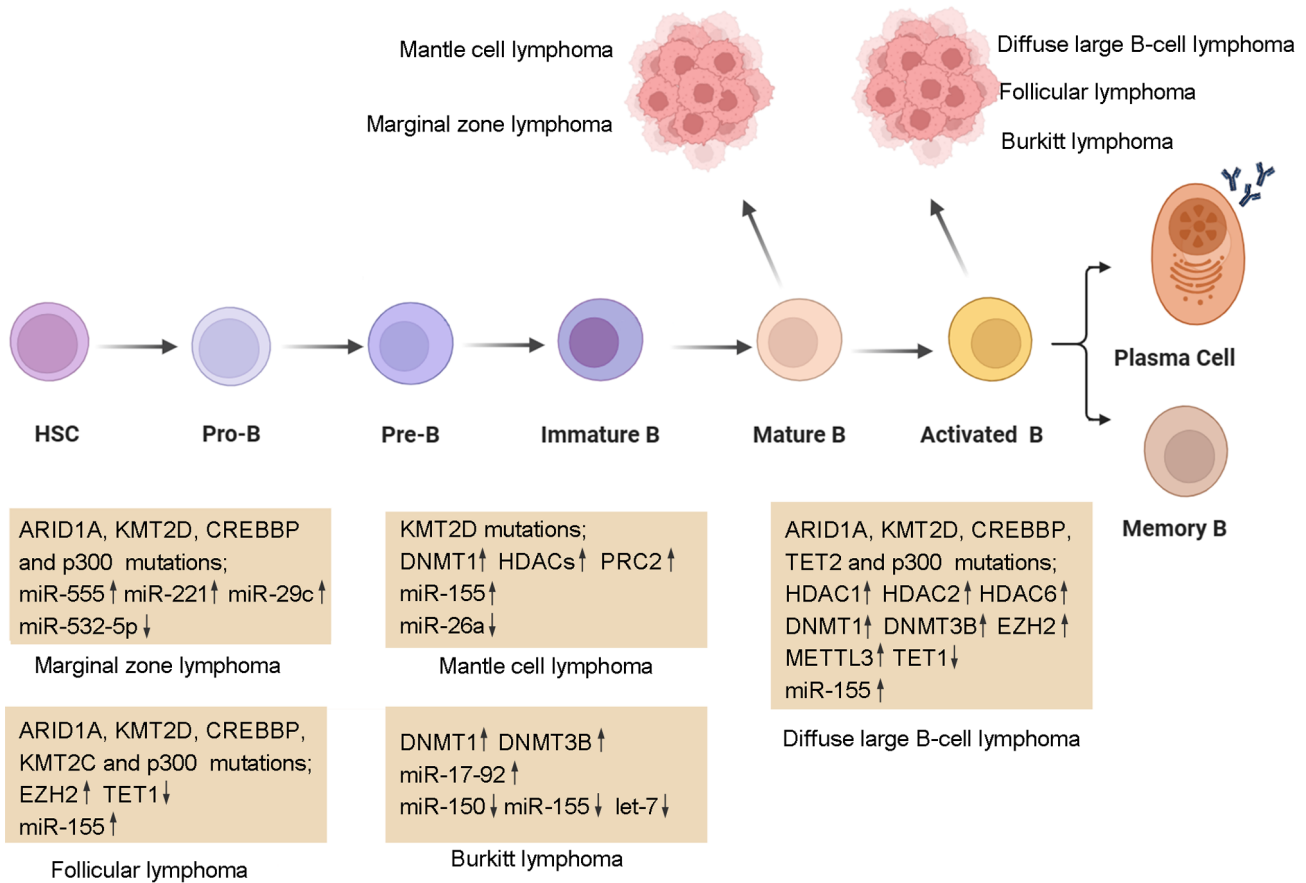 Mantle cell lymphoma
Marginal zone lymphoma
Diffuse large B-cell lymphoma
Follicular lymphoma
Burkitt lymphoma
Plasma Cell
HSC
Pro-B
Pre-B
Immature B
Mature B
Activated B
Memory B
ARID1A, KMT2D, CREBBP
and p300 mutations;
miR-555↑ miR-221↑ miR-29c↑
miR-532-5p↓
Marginal zone lymphoma
KMT2D mutations;
DNMT1↑ HDACs↑ PRC2↑
miR-155↑
miR-26a↓
Mantle cell lymphoma
ARID1A, KMT2D, CREBBP,
TET2 and p300 mutations;
HDAC1↑ HDAC2↑ HDAC6↑
DNMT1↑ DNMT3B↑ EZH2↑
METTL3↑ TET1↓
miR-155↑
Diffuse large B-cell lymphoma
ARID1A, KMT2D, CREBBP,
KMT2C and p300 mutations;
EZH2↑ TET1↓
miR-155↑
Follicular lymphoma
DNMT1↑ DNMT3B↑
miR-17-92↑
miR-150↓ miR-155↓ let-7↓
Burkitt lymphoma